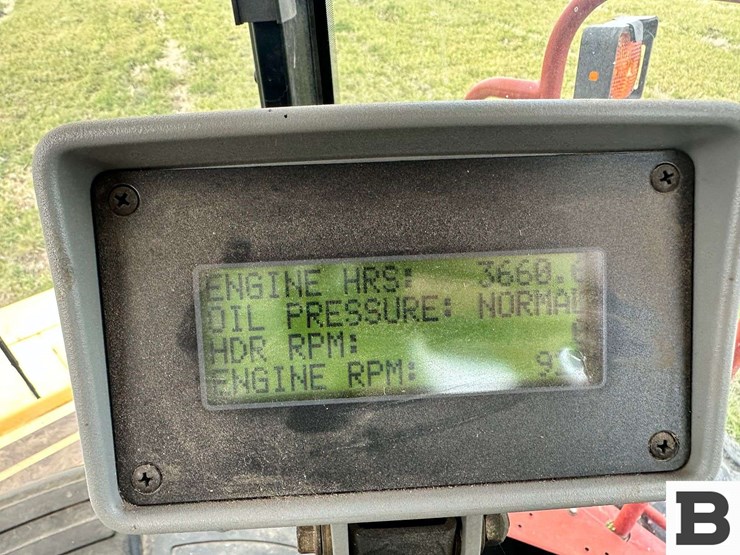 ENGINE HRS: 3660.
OIL PRESSURE: NORMAL
HDR RPM:
ENGINE RPM:
B